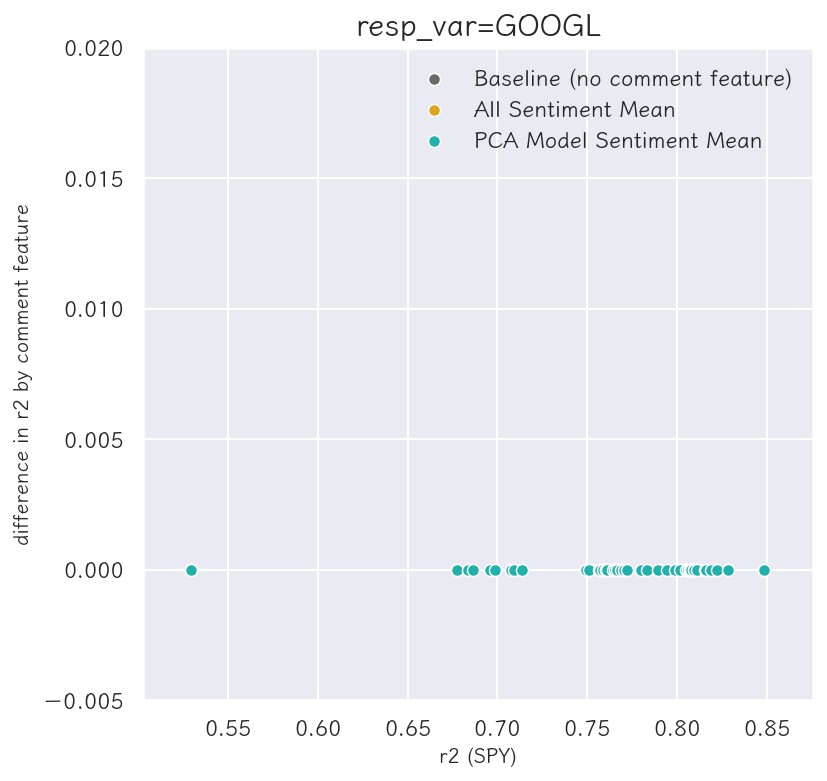 resp_var=GOOGL
0.020
0.015
0.010
0.005
0.000
−0.005
difference in r2 by comment feature
Baseline (no comment feature)
All Sentiment Mean
PCA Model Sentiment Mean
0.55 0.60 0.65 0.70 0.75 0.80 0.85
r2 (SPY)